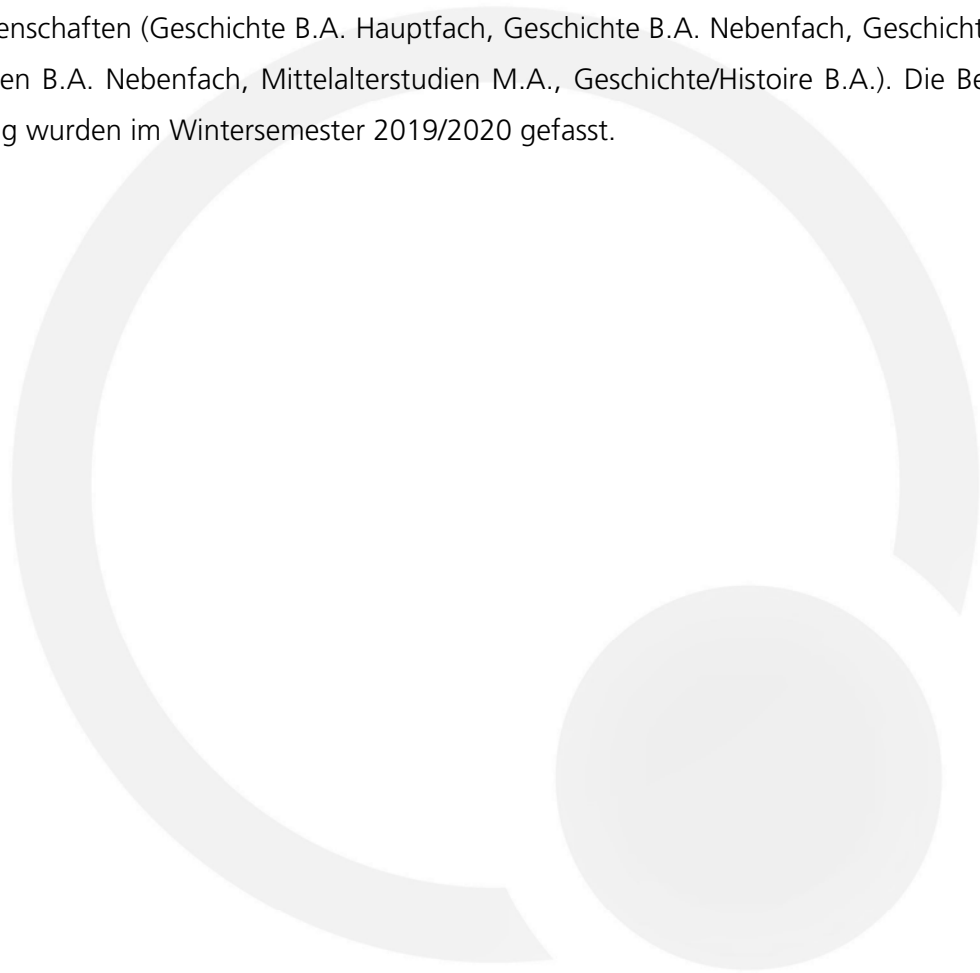 enschaften (Geschichte B.A. Hauptfach, Geschichte B.A. Nebenfach, Geschicht
en B.A. Nebenfach, Mittelalterstudien M.A., Geschichte/Histoire B.A.). Die Be
g wurden im Wintersemester 2019/2020 gefasst.